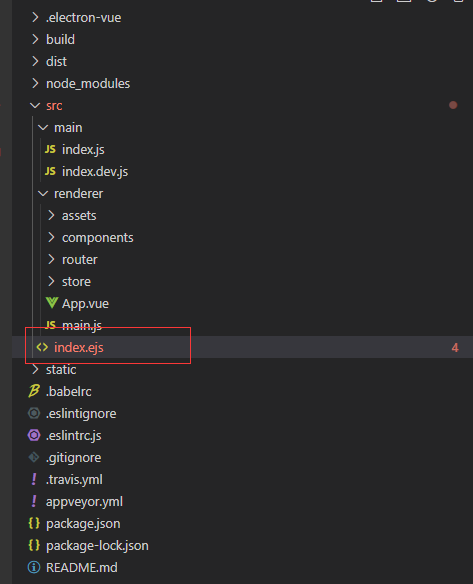 .electron-vue
build
dist
node_modules
src
main
JS index.js
JS index.dev.js
renderer
assets
components
router
store
App.vue
JS main.js
<> index.ejs 4
static
.babelrc
.eslintignore
.eslintrc.js
.gitignore
! .travis.yml
! appveyor.yml
{} package.json
{} package-lock.json
README.md